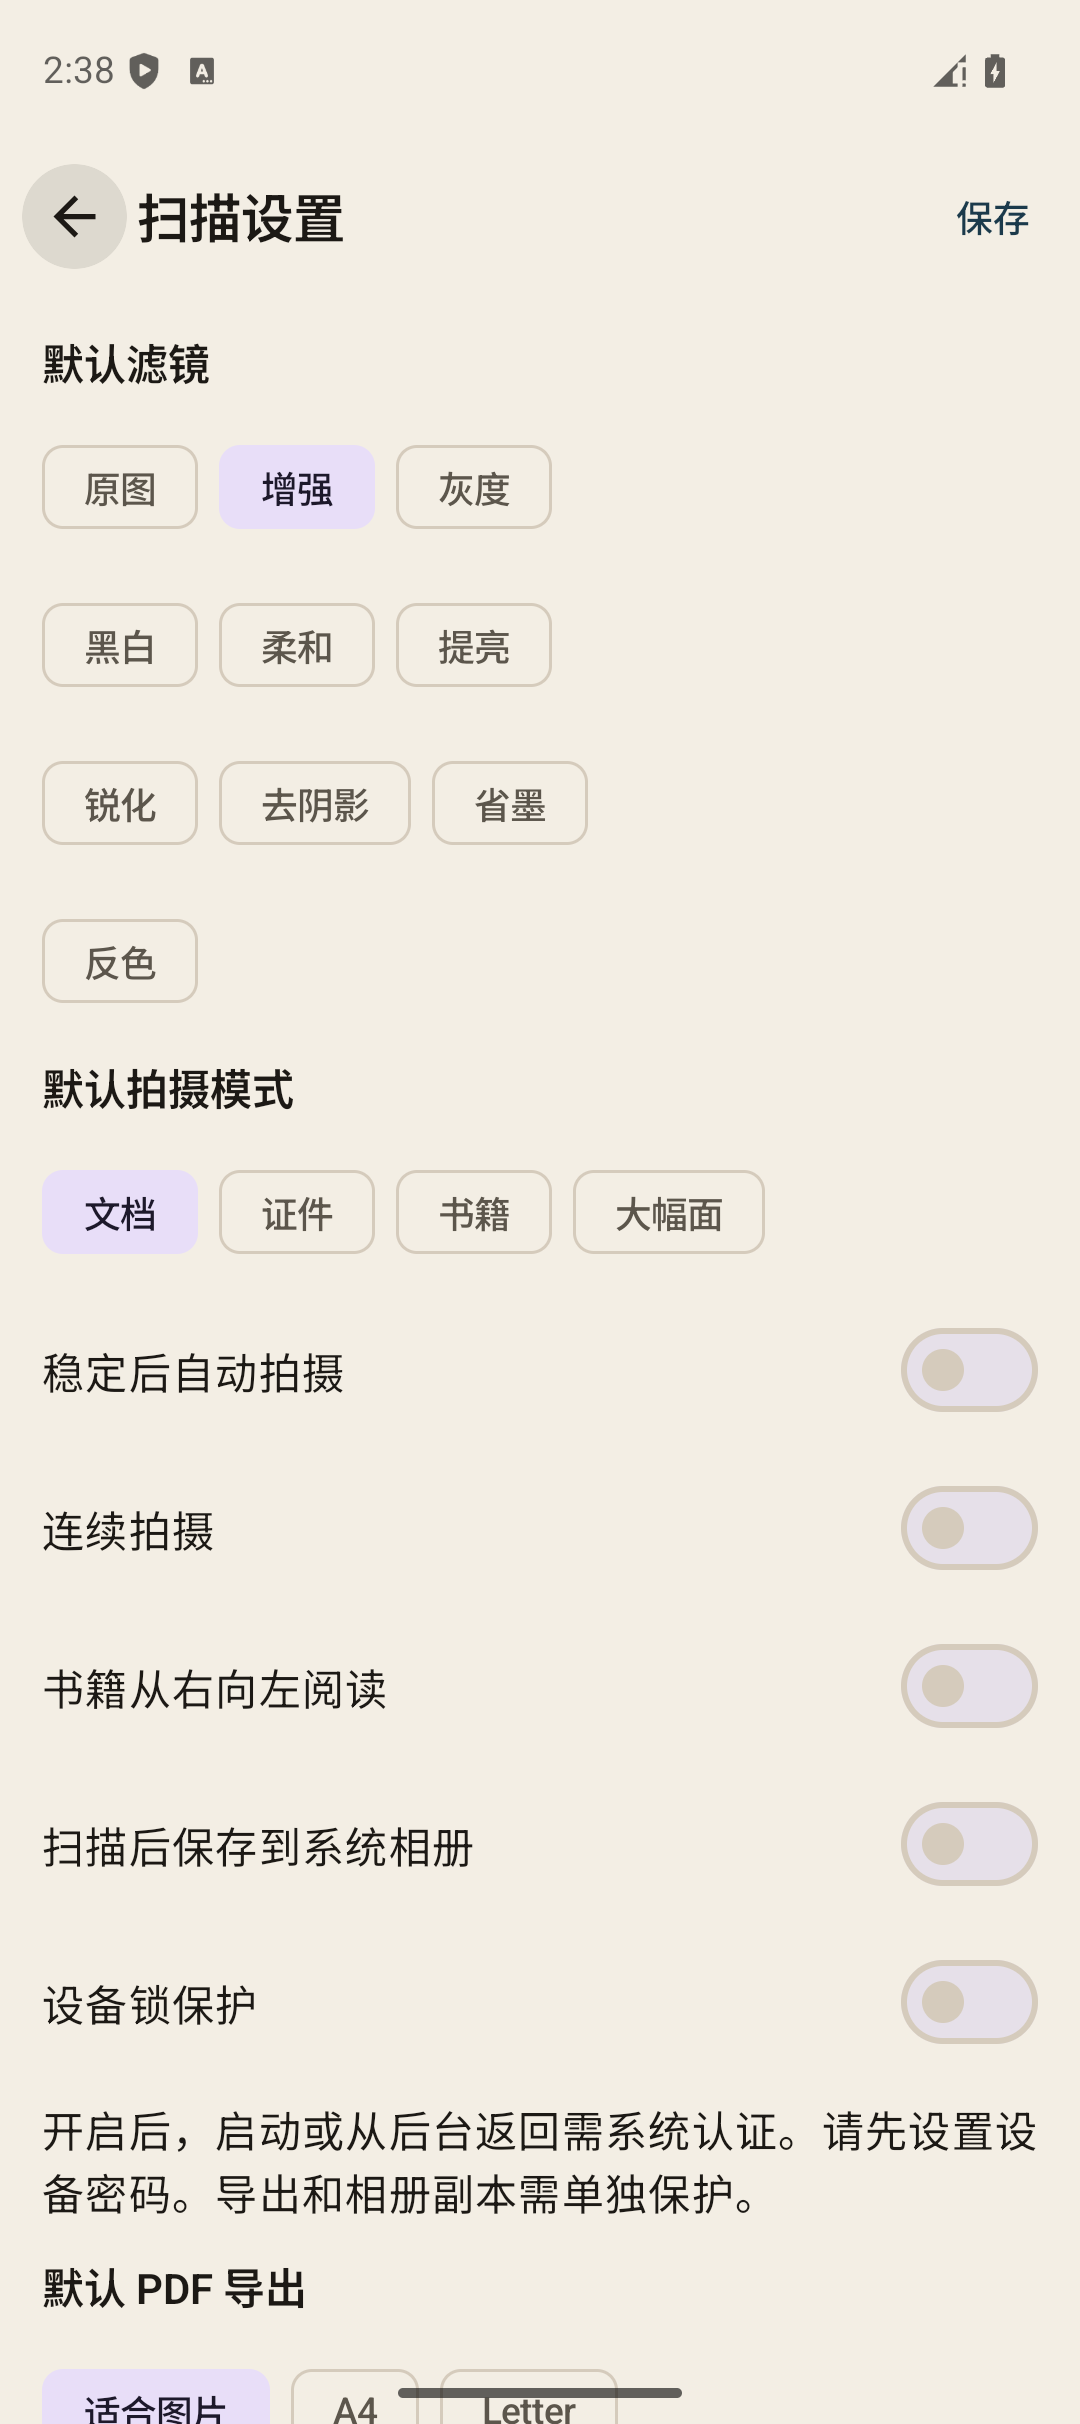 2:38
扫描设置
保存
默认滤镜
原图 增强 灰度
黑白 柔和 提亮
锐化 去阴影 省墨
反色
默认拍摄模式
文档 证件 书籍 大幅面
稳定后自动拍摄
连续拍摄
书籍从右向左阅读
扫描后保存到系统相册
设备锁保护
开启后，启动或从后台返回需系统认证。请先设置设
备密码。导出和相册副本需单独保护。
默认 PDF 导出
适合图片 A4 Letter